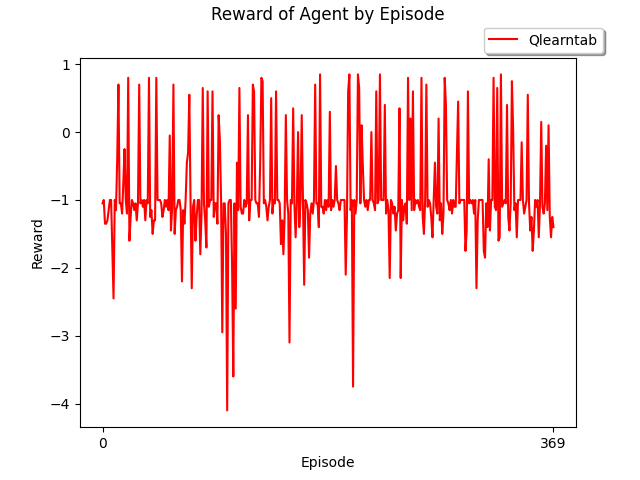 Reward of Agent by Episode
Qlearntab
1
0
−1
−2
−3
−4
Reward
0
369
Episode